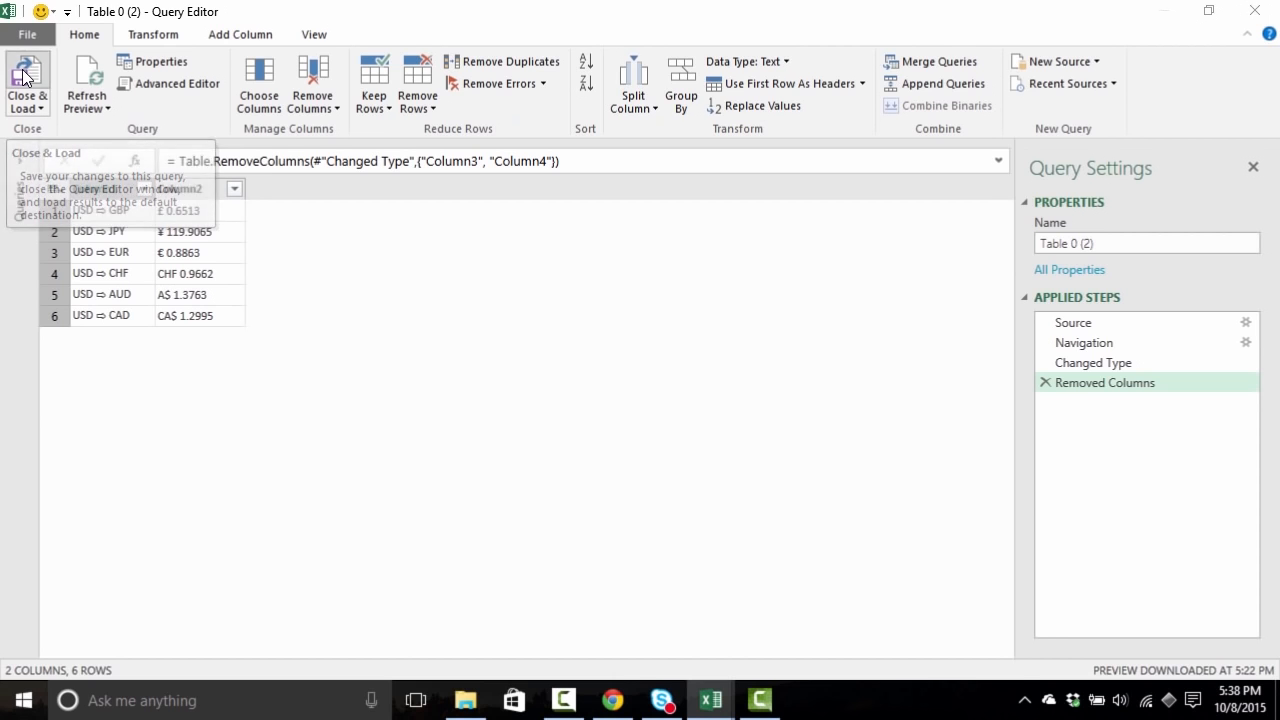 Table 0 (2) - Query Editor
File Home Transform Add Column View
Close & Load
Refresh Preview
Properties
Advanced Editor
Choose Columns
Remove Columns
Keep Rows
Remove Rows
Remove Duplicates
Remove Errors
Split Column
Group By
Data Type: Text
Use First Row As Headers
1 2 Replace Values
Merge Queries
Append Queries
Combine Binaries
New Source
Recent Sources
Close Query Manage Columns Reduce Rows Sort Transform Combine New Query
Close & Load
Save your changes to this query,
close the Query Editor window,
and load results to the default
destination.
fx = Table.RemoveColumns(#"Changed Type",{"Column3", "Column4"})
Column2
1 USD ⇨ GBP £ 0.6513
2 USD ⇨ JPY ¥ 119.9065
3 USD ⇨ EUR € 0.8863
4 USD ⇨ CHF CHF 0.9662
5 USD ⇨ AUD A$ 1.3763
6 USD ⇨ CAD CA$ 1.2995
Query Settings
PROPERTIES
Name
Table 0 (2)
All Properties
APPLIED STEPS
Source
Navigation
Changed Type
Removed Columns
2 COLUMNS, 6 ROWS
PREVIEW DOWNLOADED AT 5:22 PM
Ask me anything
5:38 PM
10/8/2015